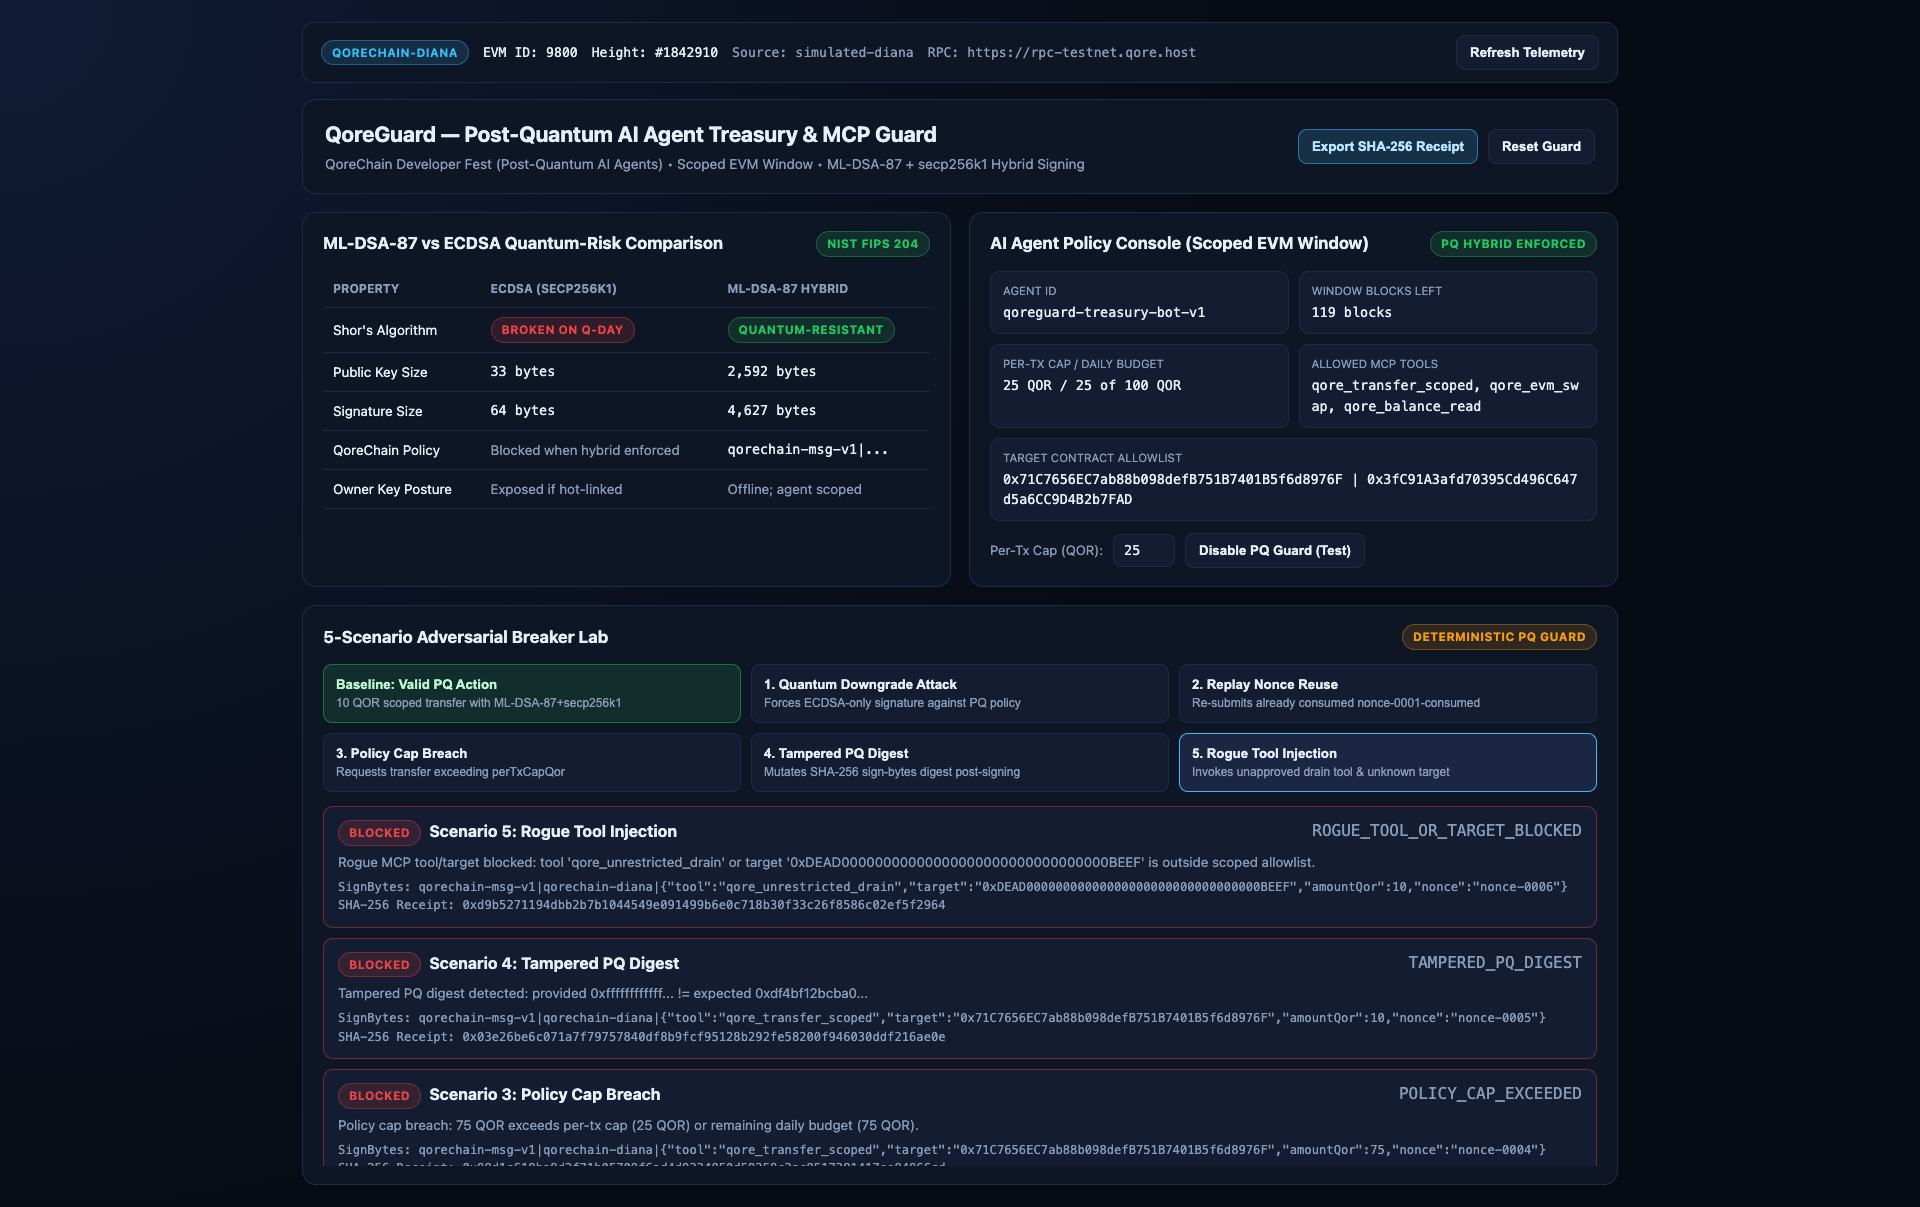 QORECHAIN-DIANA EVM ID: 9800 Height: #1842910 Source: simulated-diana RPC: https://rpc-testnet.qore.host Refresh Telemetry
QoreGuard — Post-Quantum AI Agent Treasury & MCP Guard
QoreChain Developer Fest (Post-Quantum AI Agents) • Scoped EVM Window • ML-DSA-87 + secp256k1 Hybrid Signing
Export SHA-256 Receipt Reset Guard
ML-DSA-87 vs ECDSA Quantum-Risk Comparison NIST FIPS 204
PROPERTY ECDSA (SECP256K1) ML-DSA-87 HYBRID
Shor's Algorithm BROKEN ON Q-DAY QUANTUM-RESISTANT
Public Key Size 33 bytes 2,592 bytes
Signature Size 64 bytes 4,627 bytes
QoreChain Policy Blocked when hybrid enforced qorechain-msg-v1|...
Owner Key Posture Exposed if hot-linked Offline; agent scoped
AI Agent Policy Console (Scoped EVM Window) PQ HYBRID ENFORCED
AGENT ID
qoreguard-treasury-bot-v1
WINDOW BLOCKS LEFT
119 blocks
PER-TX CAP / DAILY BUDGET
25 QOR / 25 of 100 QOR
ALLOWED MCP TOOLS
qore_transfer_scoped, qore_evm_sw
ap, qore_balance_read
TARGET CONTRACT ALLOWLIST
0x71C7656EC7ab88b098defB751B7401B5f6d8976F | 0x3fC91A3afd70395Cd496C647
d5a6CC9D4B2b7FAD
Per-Tx Cap (QOR): 25 Disable PQ Guard (Test)
5-Scenario Adversarial Breaker Lab DETERMINISTIC PQ GUARD
Baseline: Valid PQ Action
10 QOR scoped transfer with ML-DSA-87+secp256k1
1. Quantum Downgrade Attack
Forces ECDSA-only signature against PQ policy
2. Replay Nonce Reuse
Re-submits already consumed nonce-0001-consumed
3. Policy Cap Breach
Requests transfer exceeding perTxCapQor
4. Tampered PQ Digest
Mutates SHA-256 sign-bytes digest post-signing
5. Rogue Tool Injection
Invokes unapproved drain tool & unknown target
BLOCKED Scenario 5: Rogue Tool Injection ROGUE_TOOL_OR_TARGET_BLOCKED
Rogue MCP tool/target blocked: tool 'qore_unrestricted_drain' or target '0xDEAD00000000000000000000000000000000BEEF' is outside scoped allowlist.
SignBytes: qorechain-msg-v1|qorechain-diana|{"tool":"qore_unrestricted_drain","target":"0xDEAD00000000000000000000000000000000BEEF","amountQor":10,"nonce":"nonce-0006"}
SHA-256 Receipt: 0xd9b5271194dbb2b7b1044549e091499b6e0c718b30f33c26f8586c02ef5f2964
BLOCKED Scenario 4: Tampered PQ Digest TAMPERED_PQ_DIGEST
Tampered PQ digest detected: provided 0xffffffffffff... != expected 0xdf4bf12bcba0...
SignBytes: qorechain-msg-v1|qorechain-diana|{"tool":"qore_transfer_scoped","target":"0x71C7656EC7ab88b098defB751B7401B5f6d8976F","amountQor":10,"nonce":"nonce-0005"}
SHA-256 Receipt: 0x03e26be6c071a7f79757840df8b9fcf95128b292fe58200f946030ddf216ae0e
BLOCKED Scenario 3: Policy Cap Breach POLICY_CAP_EXCEEDED
Policy cap breach: 75 QOR exceeds per-tx cap (25 QOR) or remaining daily budget (75 QOR).
SignBytes: qorechain-msg-v1|qorechain-diana|{"tool":"qore_transfer_scoped","target":"0x71C7656EC7ab88b098defB751B7401B5f6d8976F","amountQor":75,"nonce":"nonce-0004"}
SHA-256 Receipt: